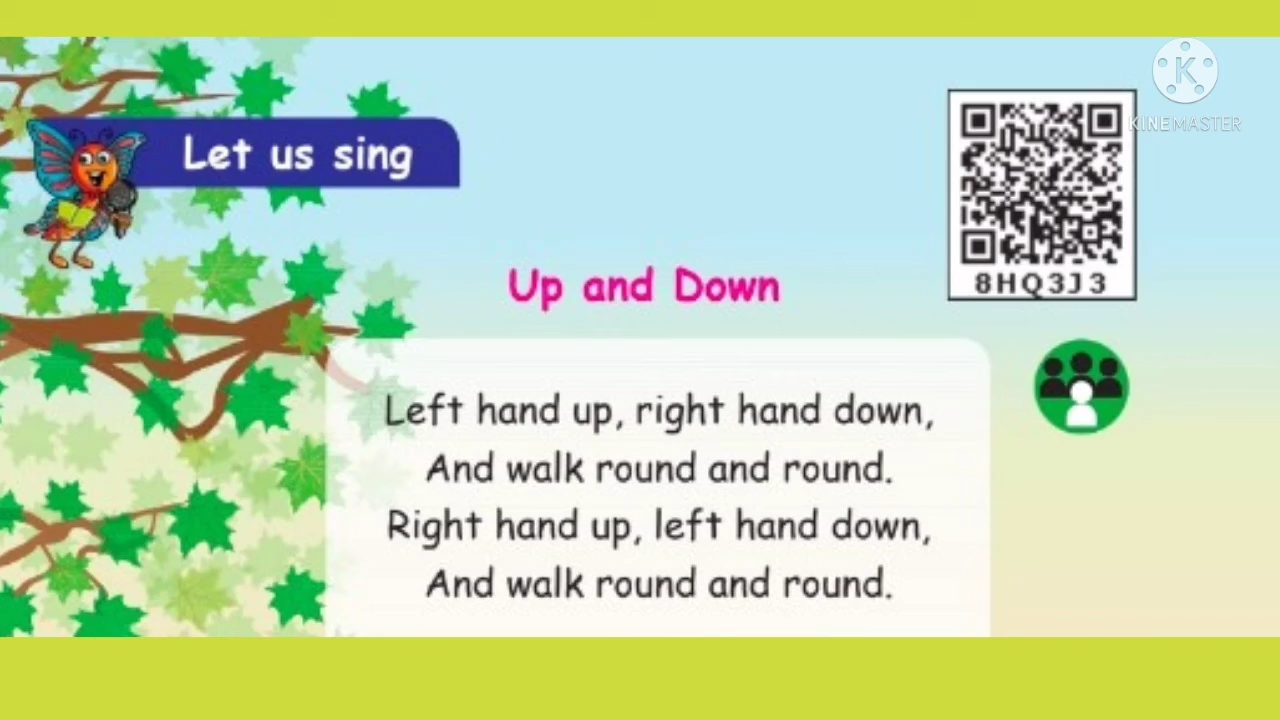 Let us sing
KINEMASTER
8HQ3J3
Up and Down
Left hand up, right hand down,
And walk round and round.
Right hand up, left hand down,
And walk round and round.